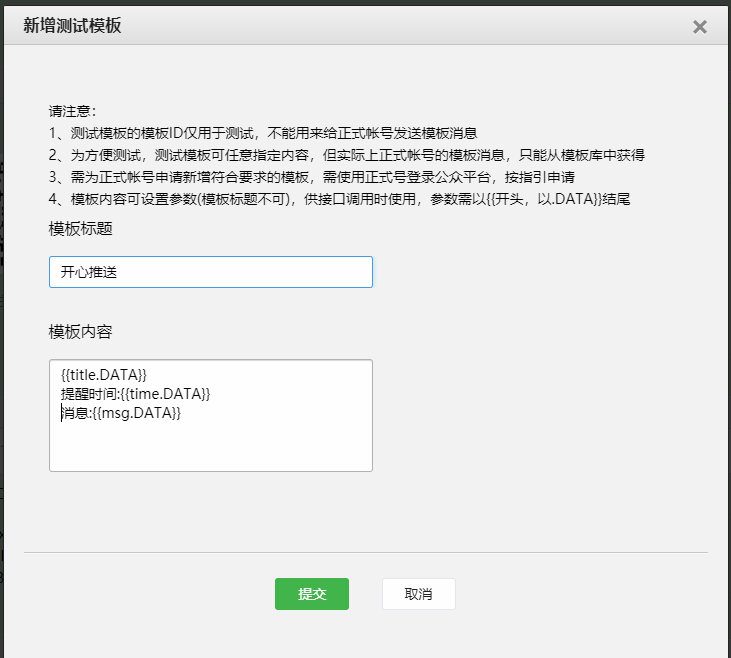 新增测试模板
请注意：
1、测试模板的模板ID仅用于测试，不能用来给正式帐号发送模板消息
2、为方便测试，测试模板可任意指定内容，但实际上正式帐号的模板消息，只能从模板库中获得
3、需为正式帐号申请新增符合要求的模板，需使用正式号登录公众平台，按指引申请
4、模板内容可设置参数(模板标题不可)，供接口调用时使用，参数需以{{开头，以.DATA}}结尾
模板标题
开心推送
模板内容
{{title.DATA}}
提醒时间:{{time.DATA}}
消息:{{msg.DATA}}
提交 取消